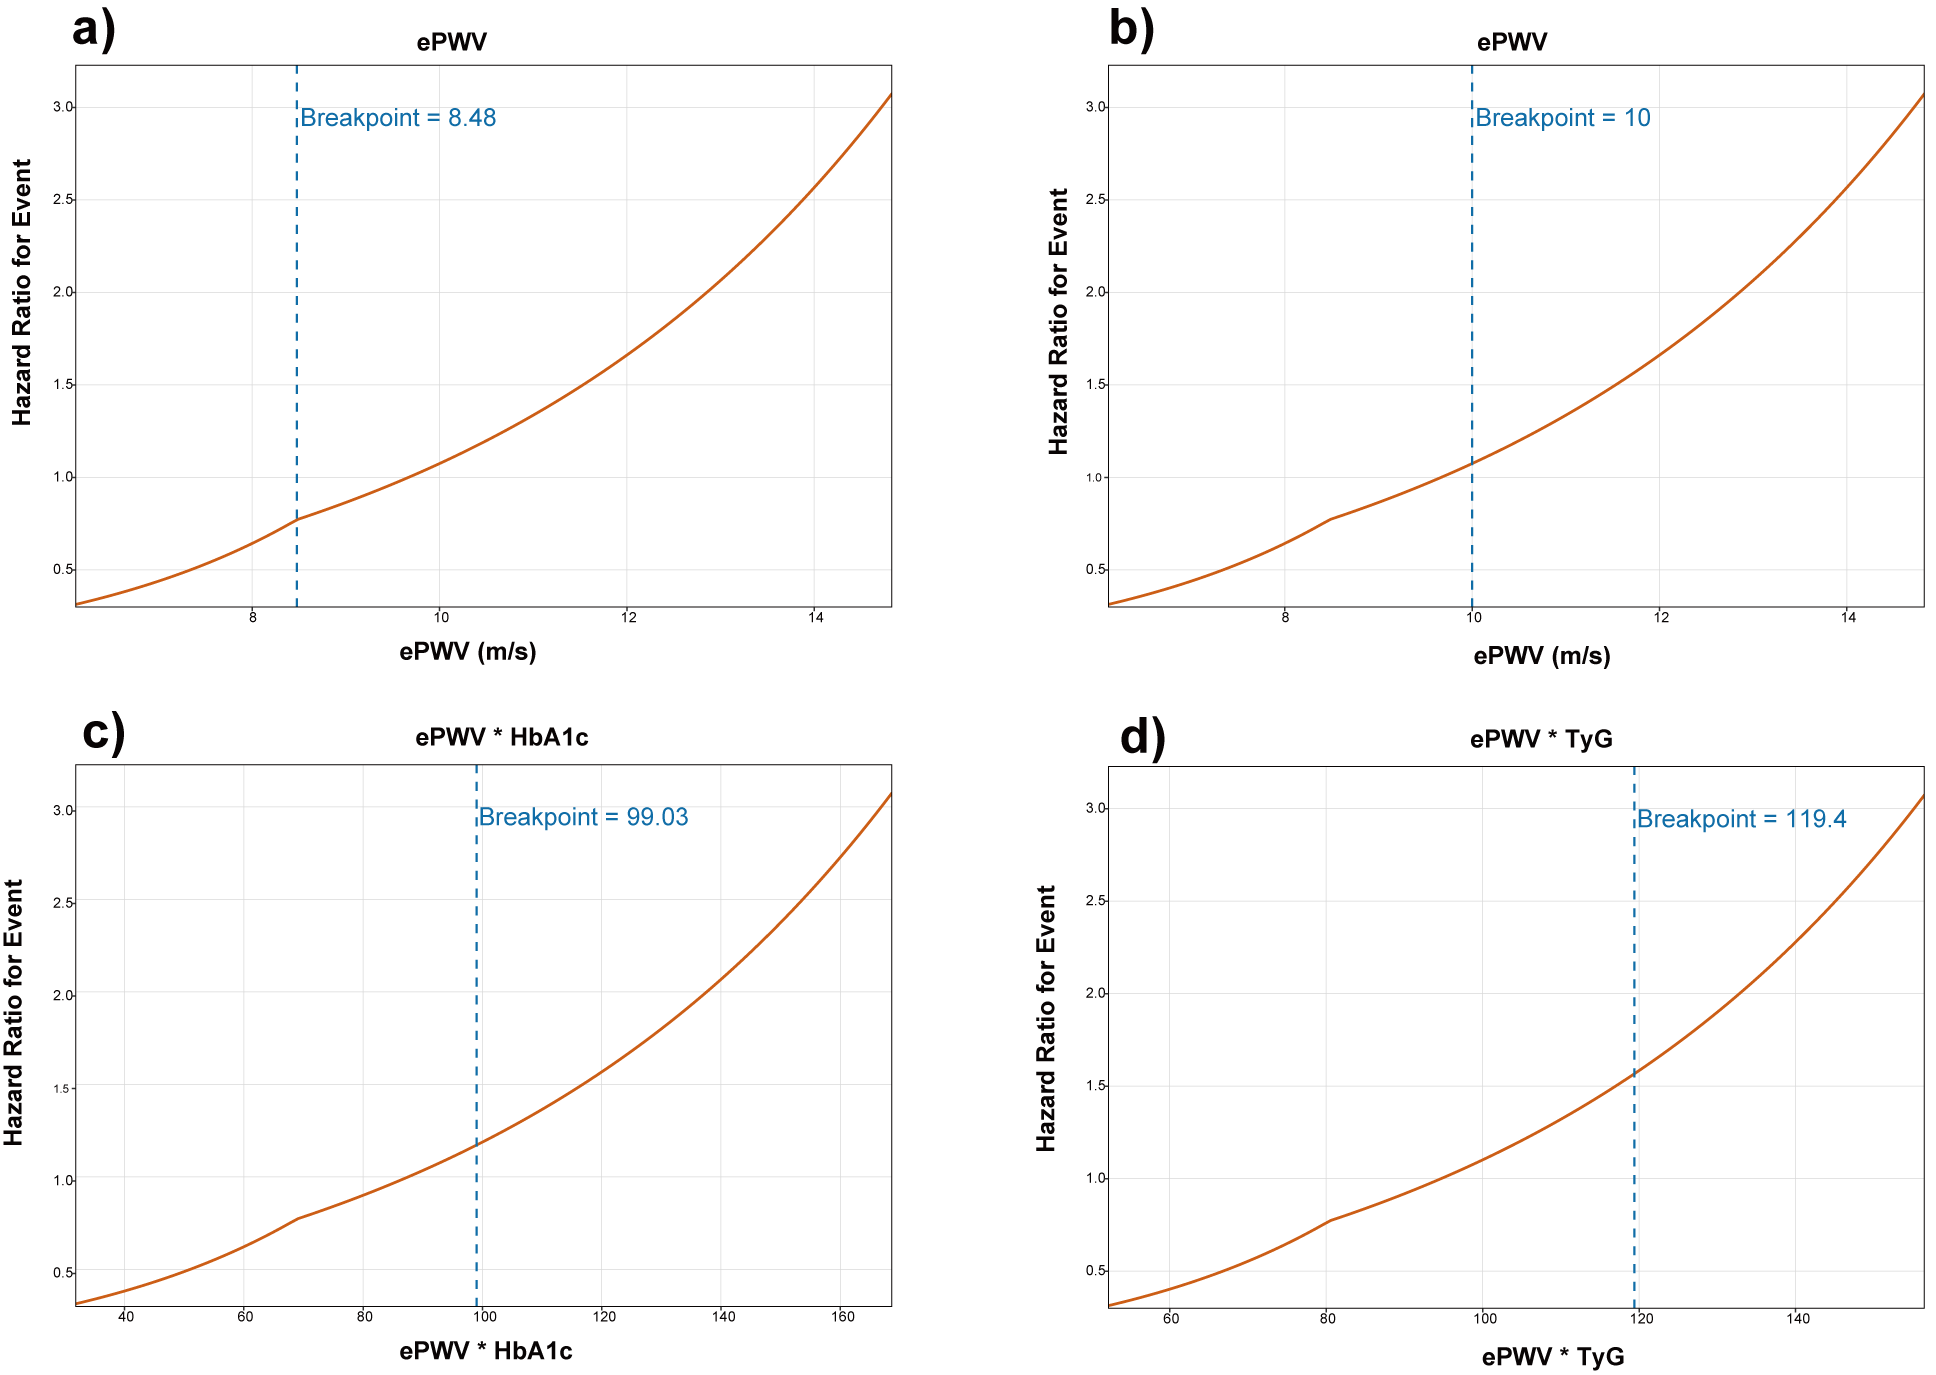 a)
ePWV
Breakpoint = 8.48
Hazard Ratio for Event
3.0
2.5
2.0
1.5
1.0
0.5
8
10
12
14
ePWV (m/s)
b)
ePWV
Breakpoint = 10
Hazard Ratio for Event
3.0
2.5
2.0
1.5
1.0
0.5
8
10
12
14
ePWV (m/s)
c)
ePWV * HbA1c
Breakpoint = 99.03
Hazard Ratio for Event
3.0
2.5
2.0
1.5
1.0
0.5
40
60
80
100
120
140
160
ePWV * HbA1c
d)
ePWV * TyG
Breakpoint = 119.4
Hazard Ratio for Event
3.0
2.5
2.0
1.5
1.0
0.5
60
80
100
120
140
ePWV * TyG